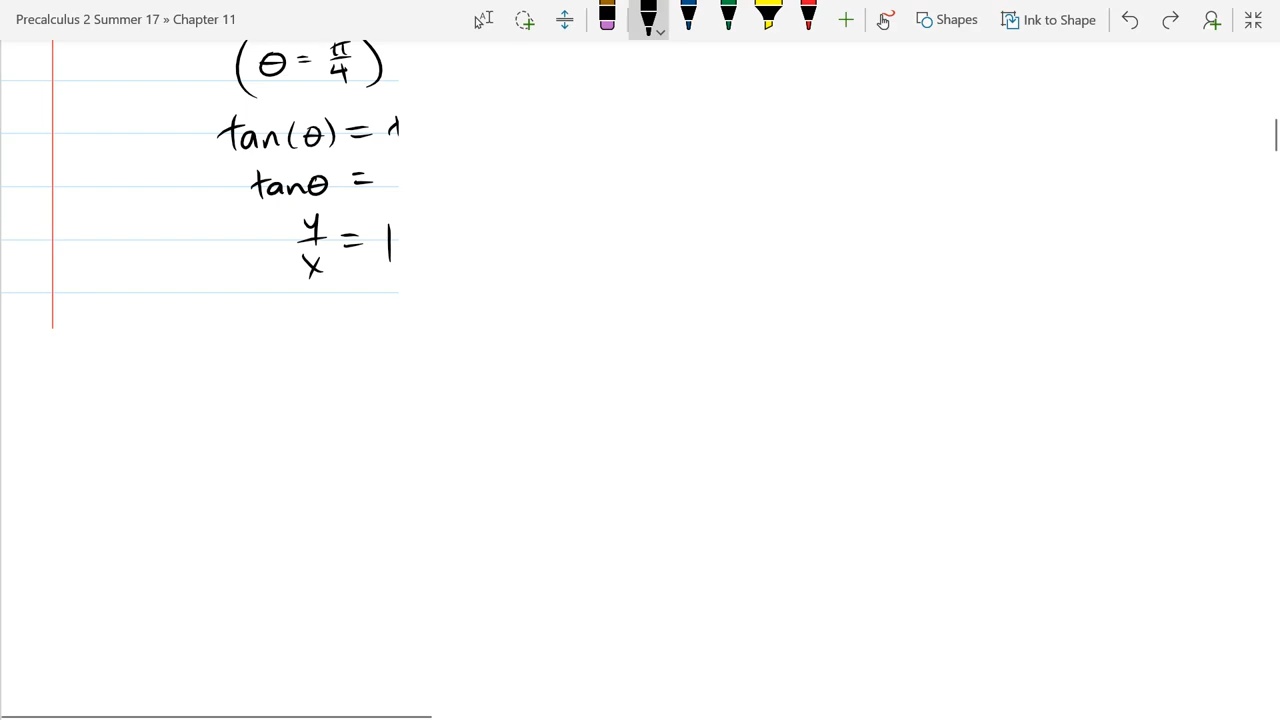 Precalculus 2 Summer 17 » Chapter 11
Shapes
Ink to Shape
(θ = π/4)
tan(θ) =
tanθ =
y/x = 1